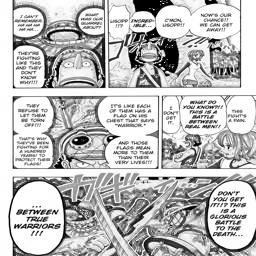 NOW'S OUR
CHANCE!
WE CAN
GET AWAY!!
C'MON,
USOPP!!
INCRED-
IBLE...
USOPP!?
WHAT
WAS OUR
QUARREL
ABOUT?
I CAN'T
REMEMBER
HA HA HA
HA HA...
THEY'RE
FIGHTING
LIKE THIS
AND THEY
DON'T KNOW
WHY!!!
THIS
FIGHT'S
A PAIN.
WHAT DO
YOU KNOW?!
THIS IS A
BATTLE
BETWEEN
REAL MEN!!
I
DON'T
GET IT.
IT'S LIKE EACH
OF THEM HAS A
FLAG ON HIS
CHEST THAT SAYS
"WARRIOR."
AND THOSE
FLAGS MEAN
MORE TO
THEM THAN
THEIR VERY
LIVES!!!
THEY
REFUSE TO
LET THEM
BE TORN
OFF!!!
THAT'S WHY
THEY'VE BEEN
FIGHTING FOR
A HUNDRED
YEARS! TO
PROTECT THEIR
FLAGS!
DON'T
YOU GET
IT!? THIS
IS A
GLORIOUS
BATTLE
TO THE
DEATH...
...
BETWEEN
TRUE
WARRIORS
!!!